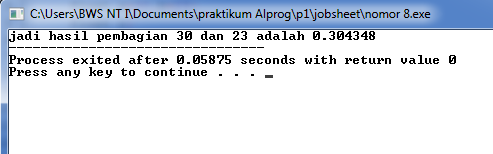 C:\Users\BWS NT I\Documents\praktikum Alprog\p1\jobsheet\nomor 8.exe
jadi hasil pembagian 30 dan 23 adalah 0.304348
--------------------------------
Process exited after 0.05875 seconds with return value 0
Press any key to continue . . .